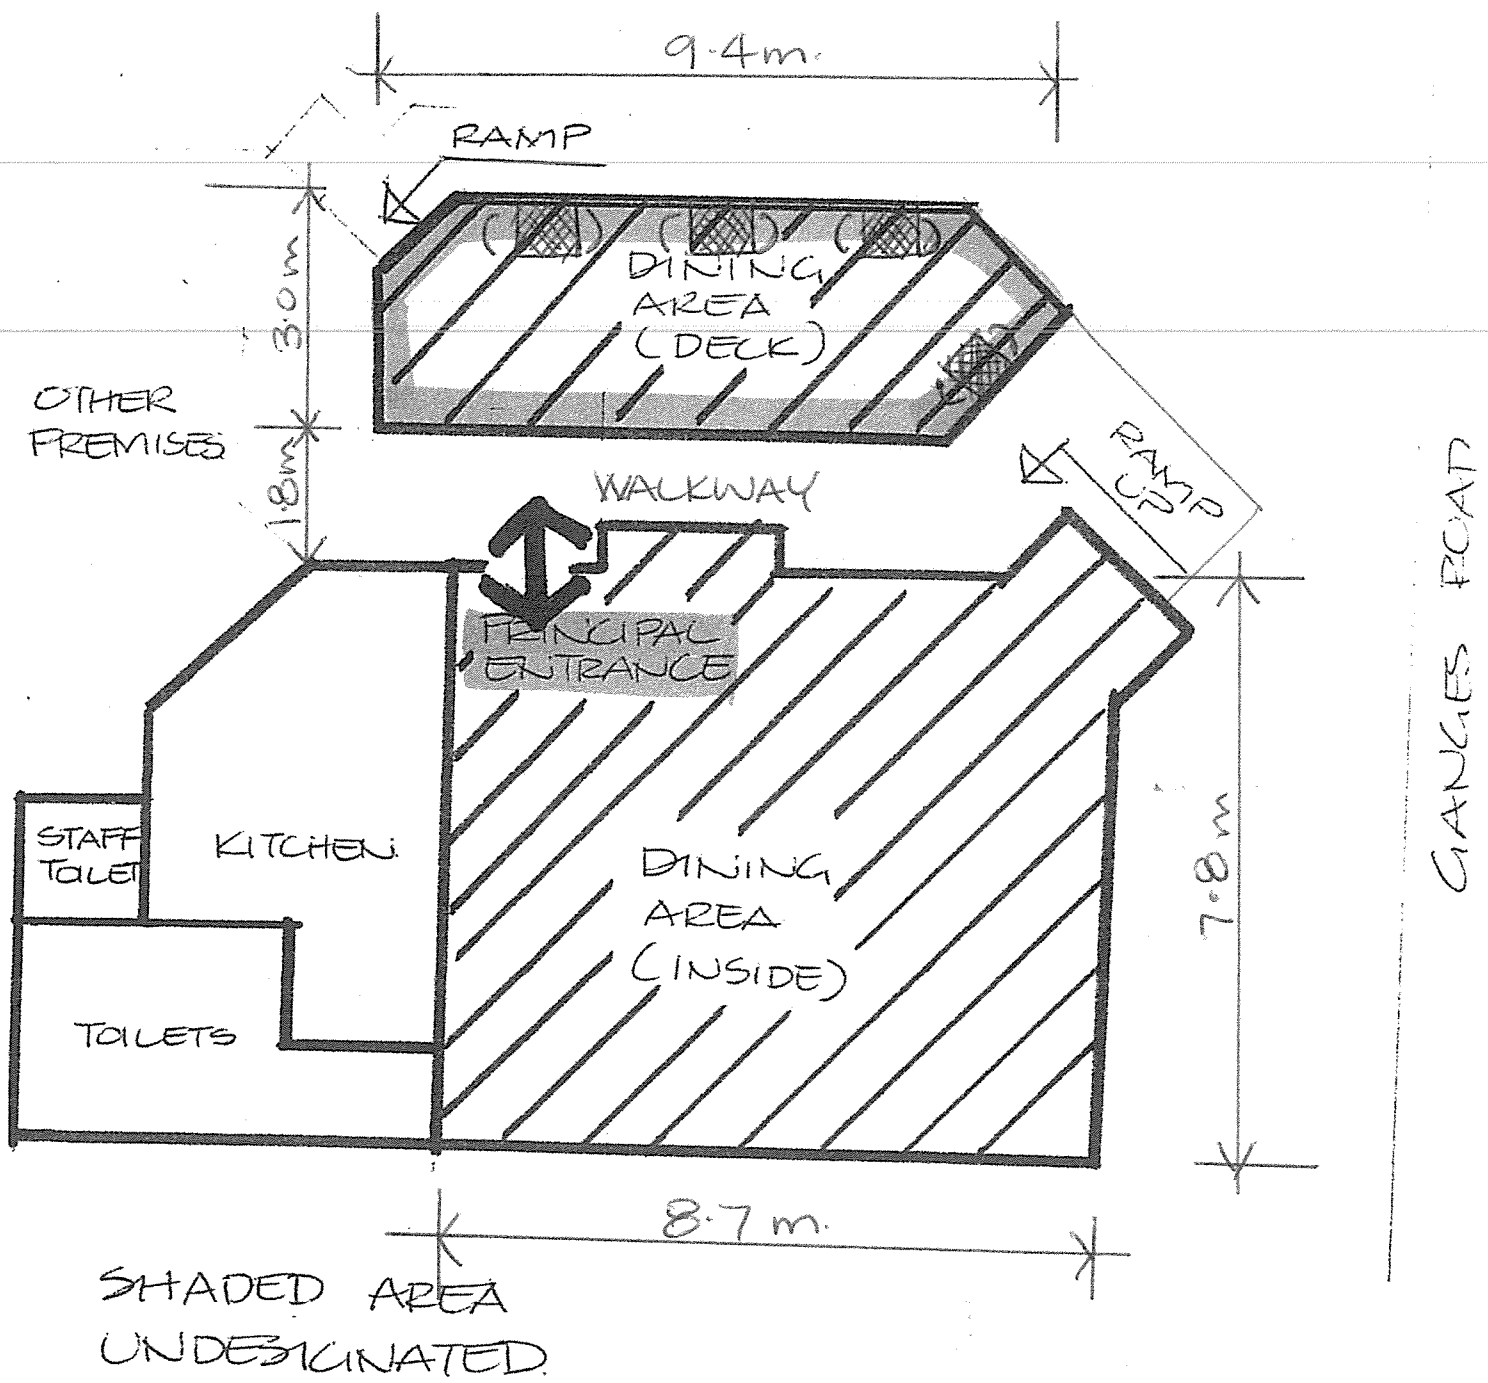 9.4m.
RAMP
3.0m
DINING
AREA
(DECK)
OTHER
PREMISES
1.8m
WALKWAY
RAMP
UP
GANGES ROAD
PRINCIPAL
ENTRANCE
STAFF
TOILET
KITCHEN
DINING
AREA
(INSIDE)
7.8m
TOILETS
8.7m.
SHADED AREA
UNDESIGNATED.